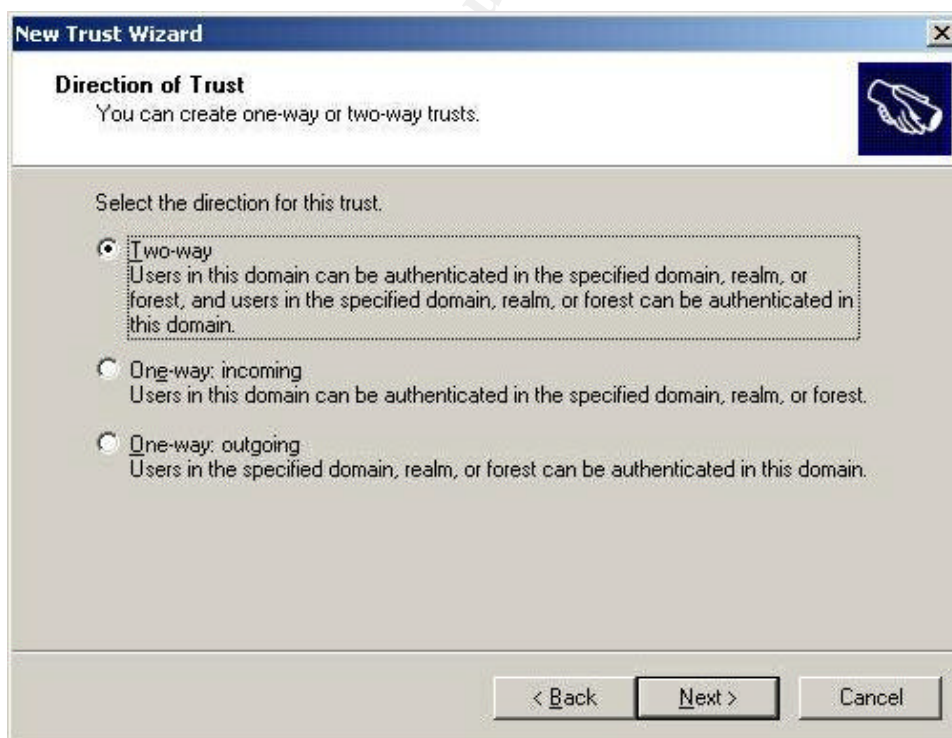 New Trust Wizard
Direction of Trust
You can create one-way or two-way trusts.
Select the direction for this trust.
Two-way
Users in this domain can be authenticated in the specified domain, realm, or
forest, and users in the specified domain, realm, or forest can be authenticated in
this domain.
One-way: incoming
Users in this domain can be authenticated in the specified domain, realm, or forest.
One-way: outgoing
Users in the specified domain, realm, or forest can be authenticated in this domain.
< Back Next > Cancel